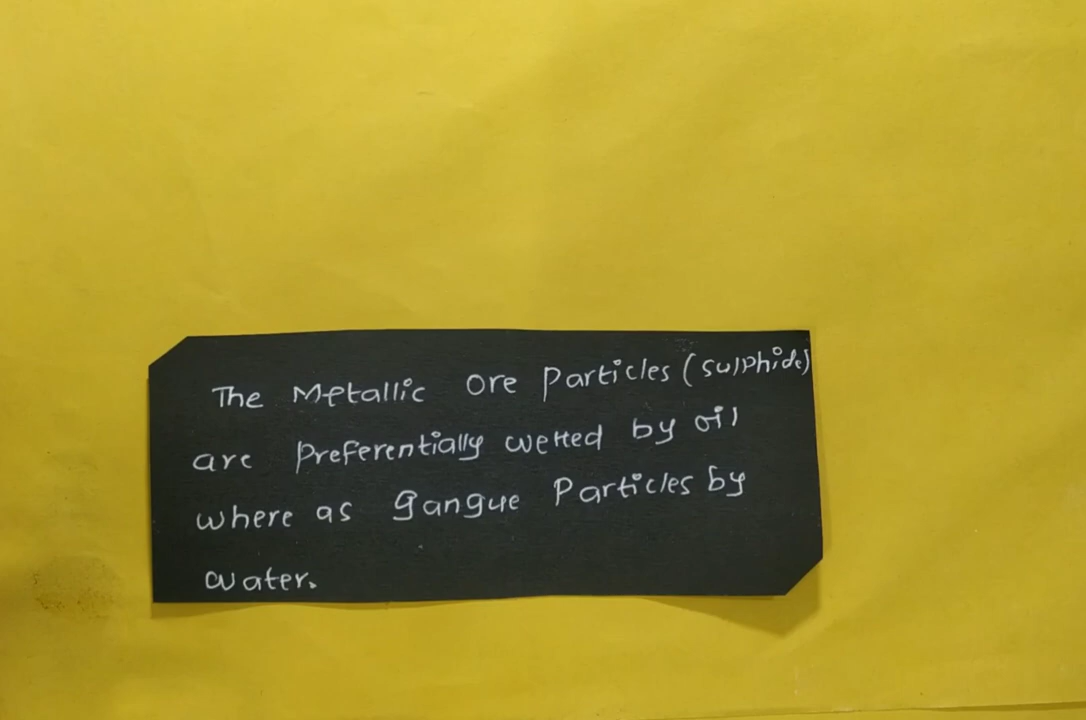 The Metallic ore Particles (sulphide)
are Preferentially wetted by oil
where as gangue Particles by
water.